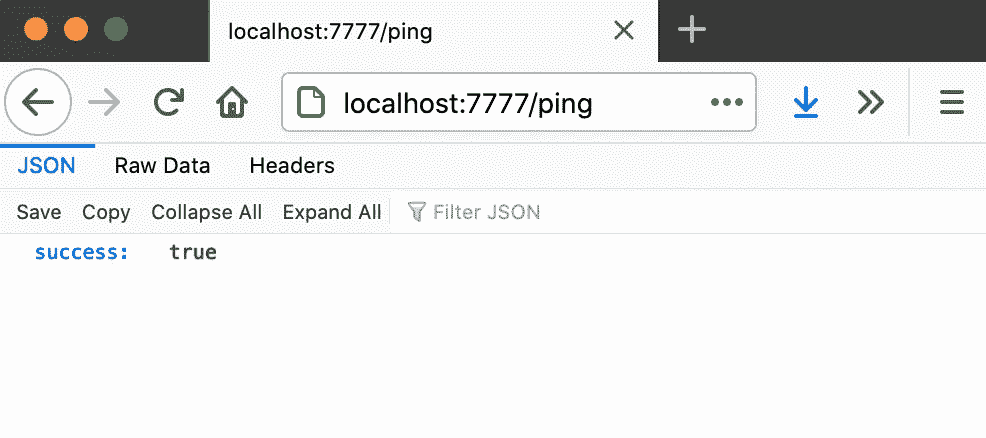 localhost:7777/ping
localhost:7777/ping
JSON Raw Data Headers
Save Copy Collapse All Expand All Filter JSON
success: true